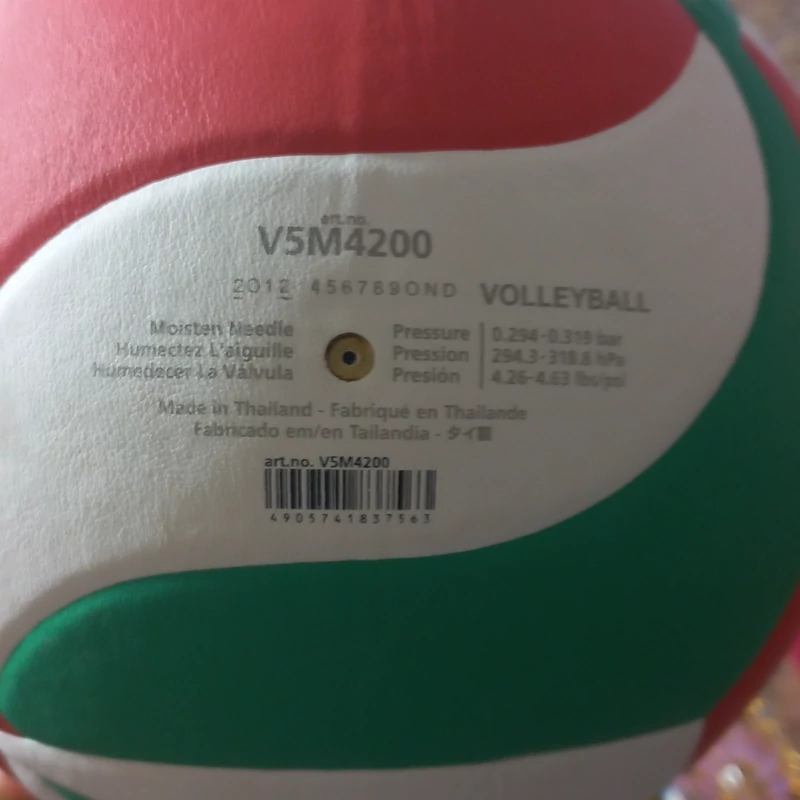 art.no.
V5M4200
2012 456789OND VOLLEYBALL
Moisten Needle
Humectez L'aiguille
Humedecer La Válvula
Pressure 0.294-0.319 bar
Pression 294.3-318.8 hPa
Presión 4.26-4.63 lbs/psi
Made in Thailand - Fabriqué en Thaïlande
Fabricado em/en Tailandia - タイ製
art.no. V5M4200
4905741837563